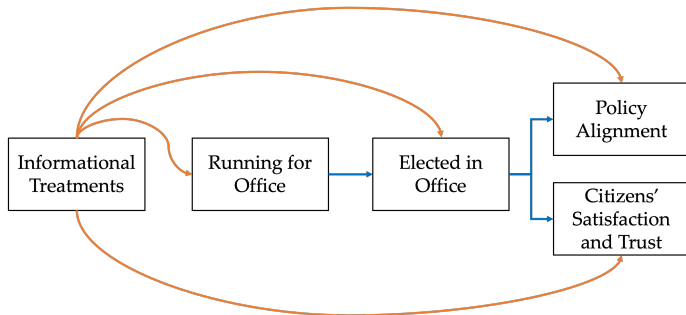 Informational
Treatments
Running for
Office
Elected in
Office
Policy
Alignment
Citizens'
Satisfaction
and Trust